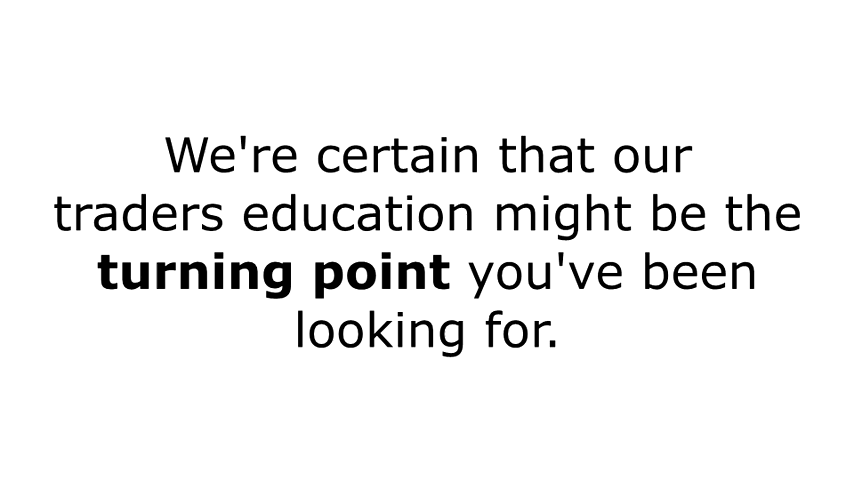 We're certain that our
traders education might be the
turning point you've been
looking for.